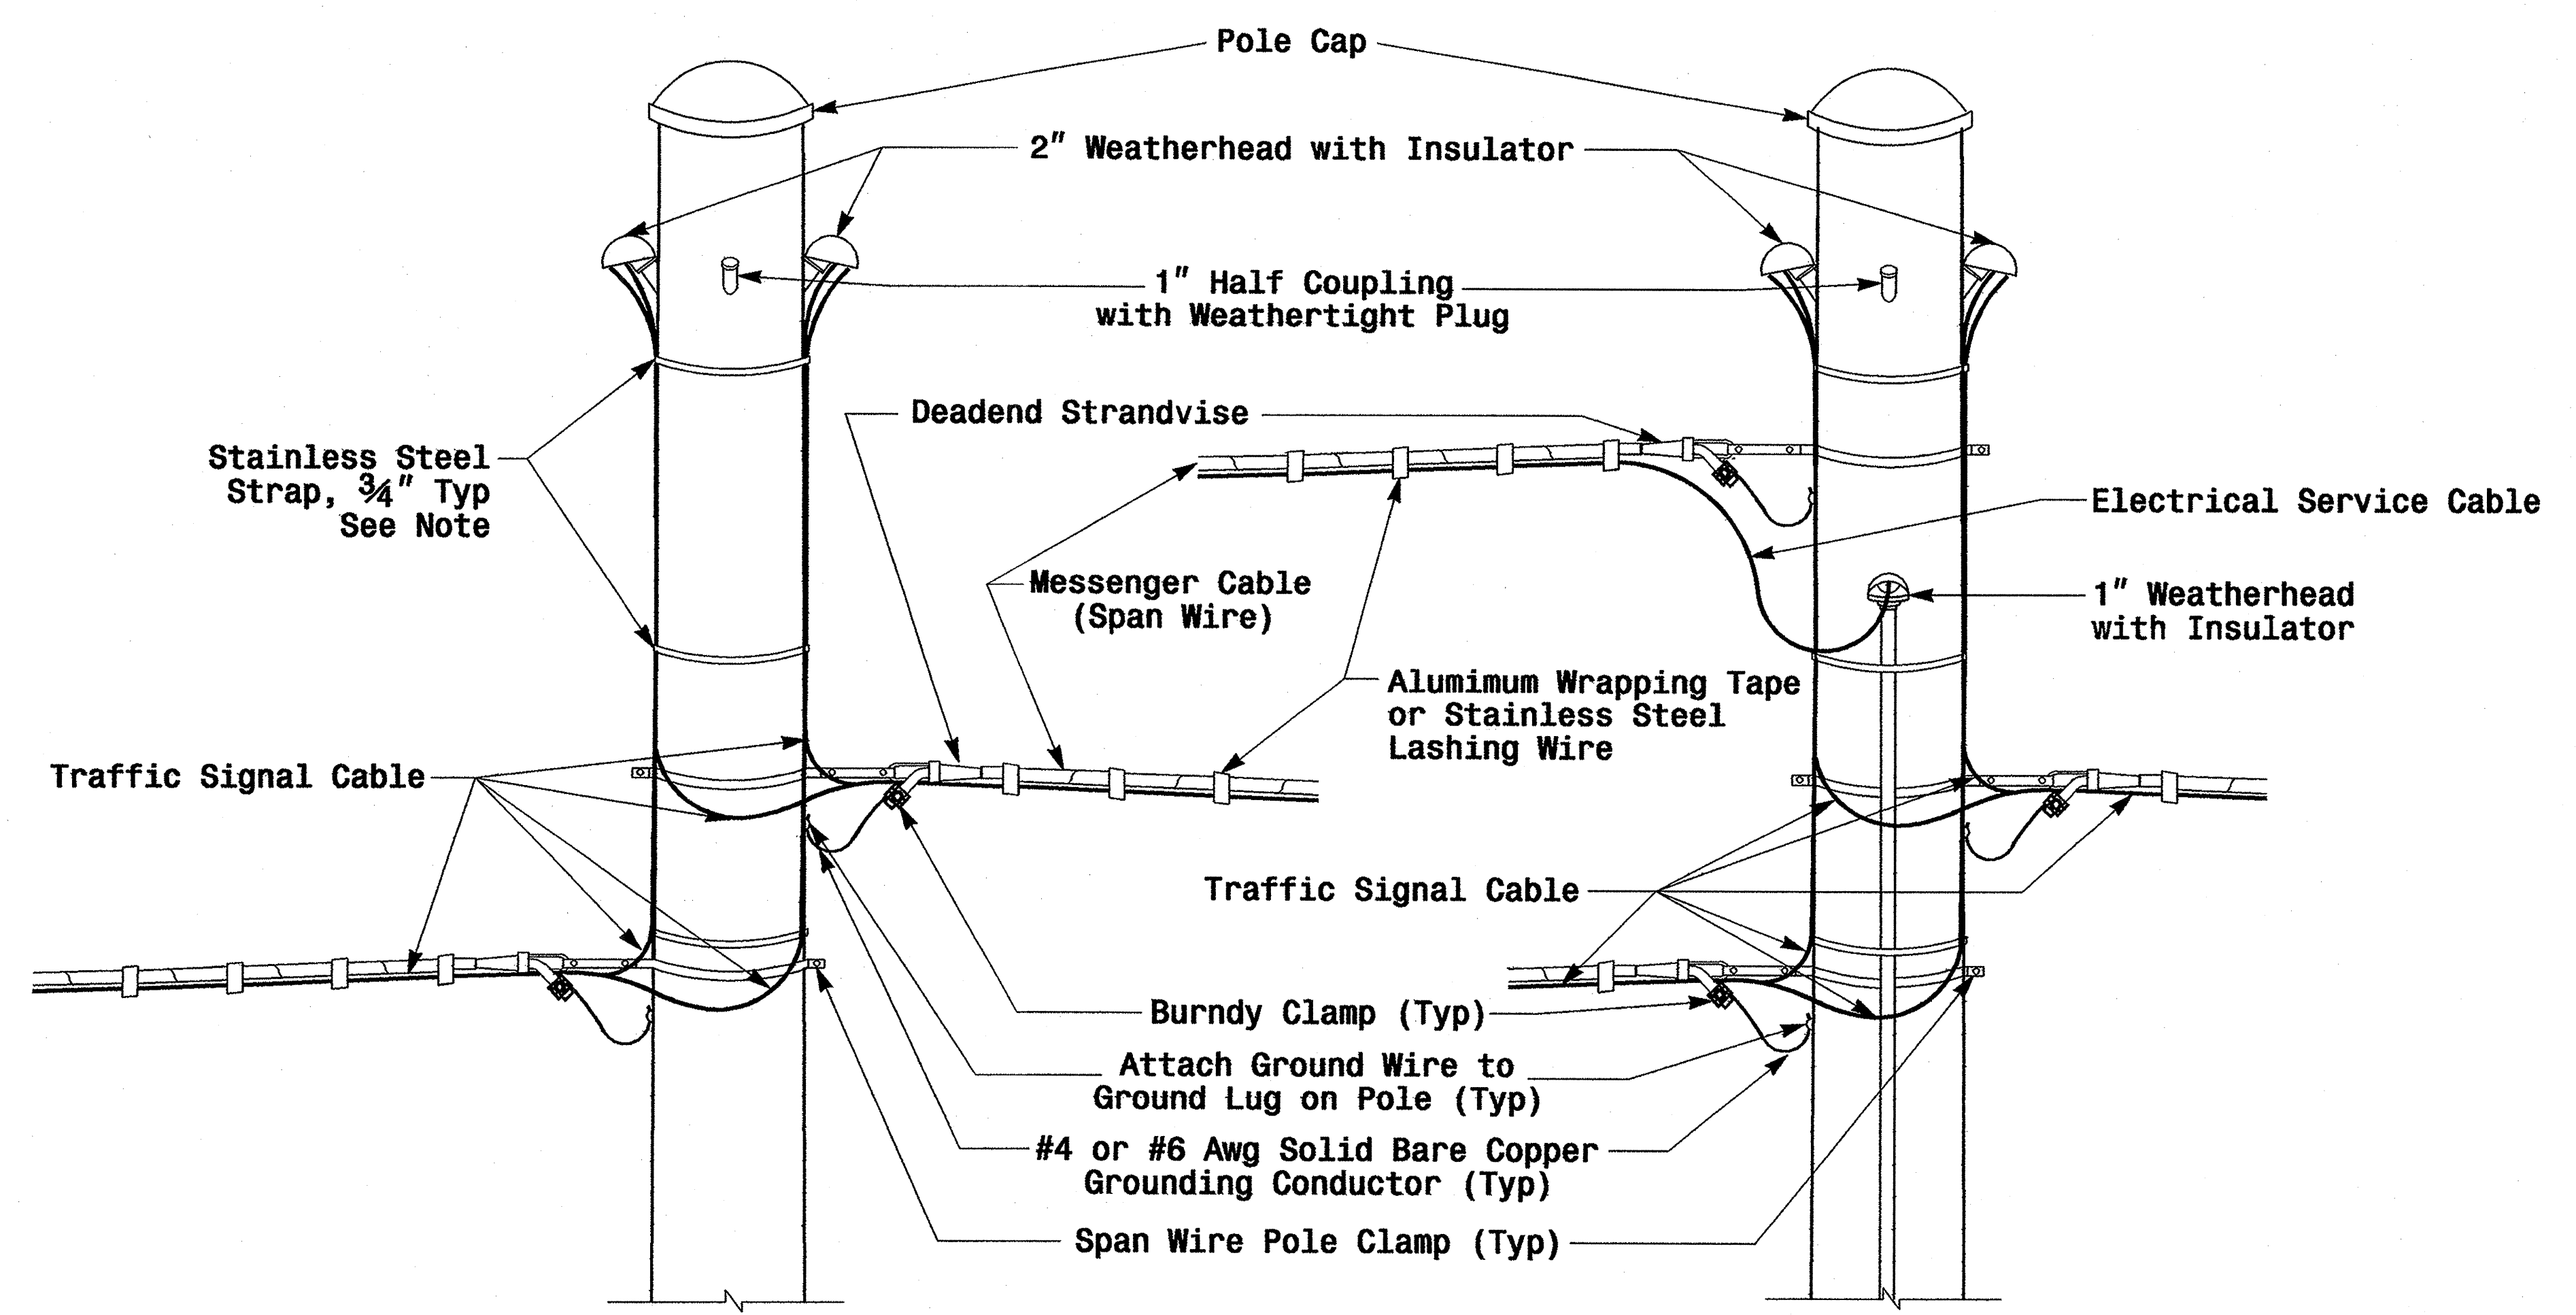 Pole Cap
2" Weatherhead with Insulator
1" Half Coupling
with Weathertight Plug
Deadend Strandvise
Stainless Steel
Strap, ¾" Typ
See Note
Electrical Service Cable
Messenger Cable
(Span Wire)
1" Weatherhead
with Insulator
Alumimum Wrapping Tape
or Stainless Steel
Lashing Wire
Traffic Signal Cable
Traffic Signal Cable
Burndy Clamp (Typ)
Attach Ground Wire to
Ground Lug on Pole (Typ)
#4 or #6 Awg Solid Bare Copper
Grounding Conductor (Typ)
Span Wire Pole Clamp (Typ)